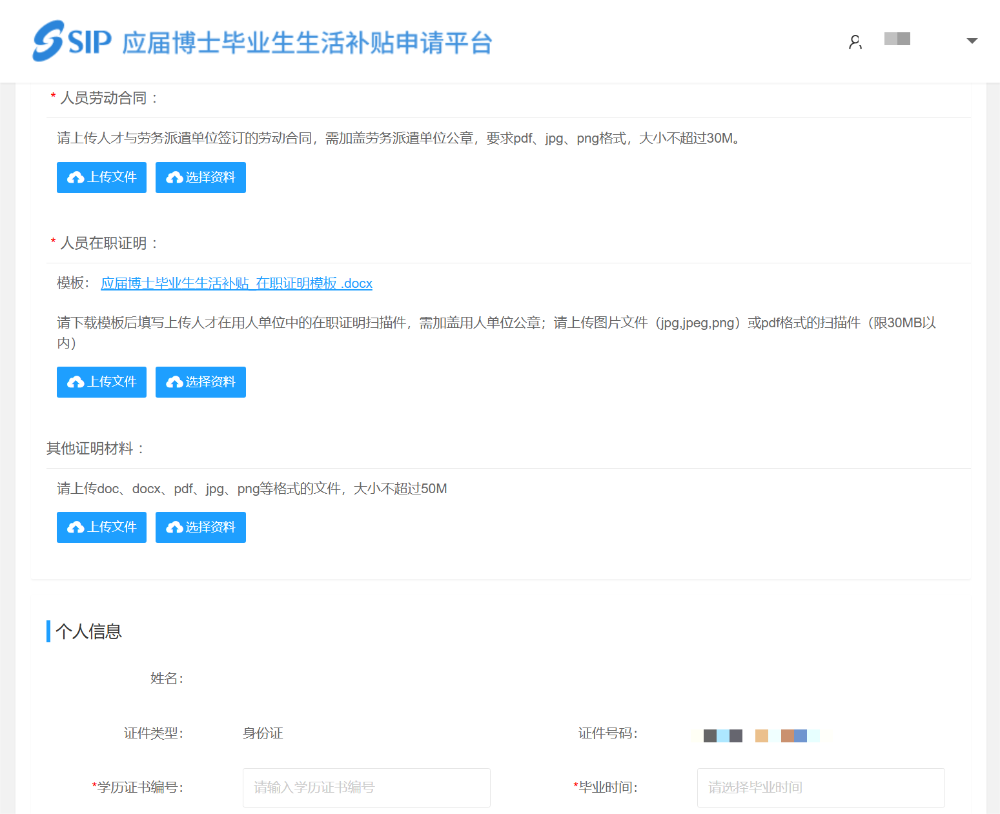 SIP 应届博士毕业生生活补贴申请平台
* 人员劳动合同：
请上传人才与劳务派遣单位签订的劳动合同，需加盖劳务派遣单位公章，要求pdf、jpg、png格式，大小不超过30M。
上传文件 选择资料
* 人员在职证明：
模板： 应届博士毕业生生活补贴_在职证明模板 .docx
请下载模板后填写上传人才在用人单位中的在职证明扫描件，需加盖用人单位公章；请上传图片文件（jpg,jpeg,png）或pdf格式的扫描件（限30MB以
内）
上传文件 选择资料
其他证明材料：
请上传doc、docx、pdf、jpg、png等格式的文件，大小不超过50M
上传文件 选择资料
个人信息
姓名：
证件类型： 身份证 证件号码：
*学历证书编号： 请输入学历证书编号 *毕业时间： 请选择毕业时间